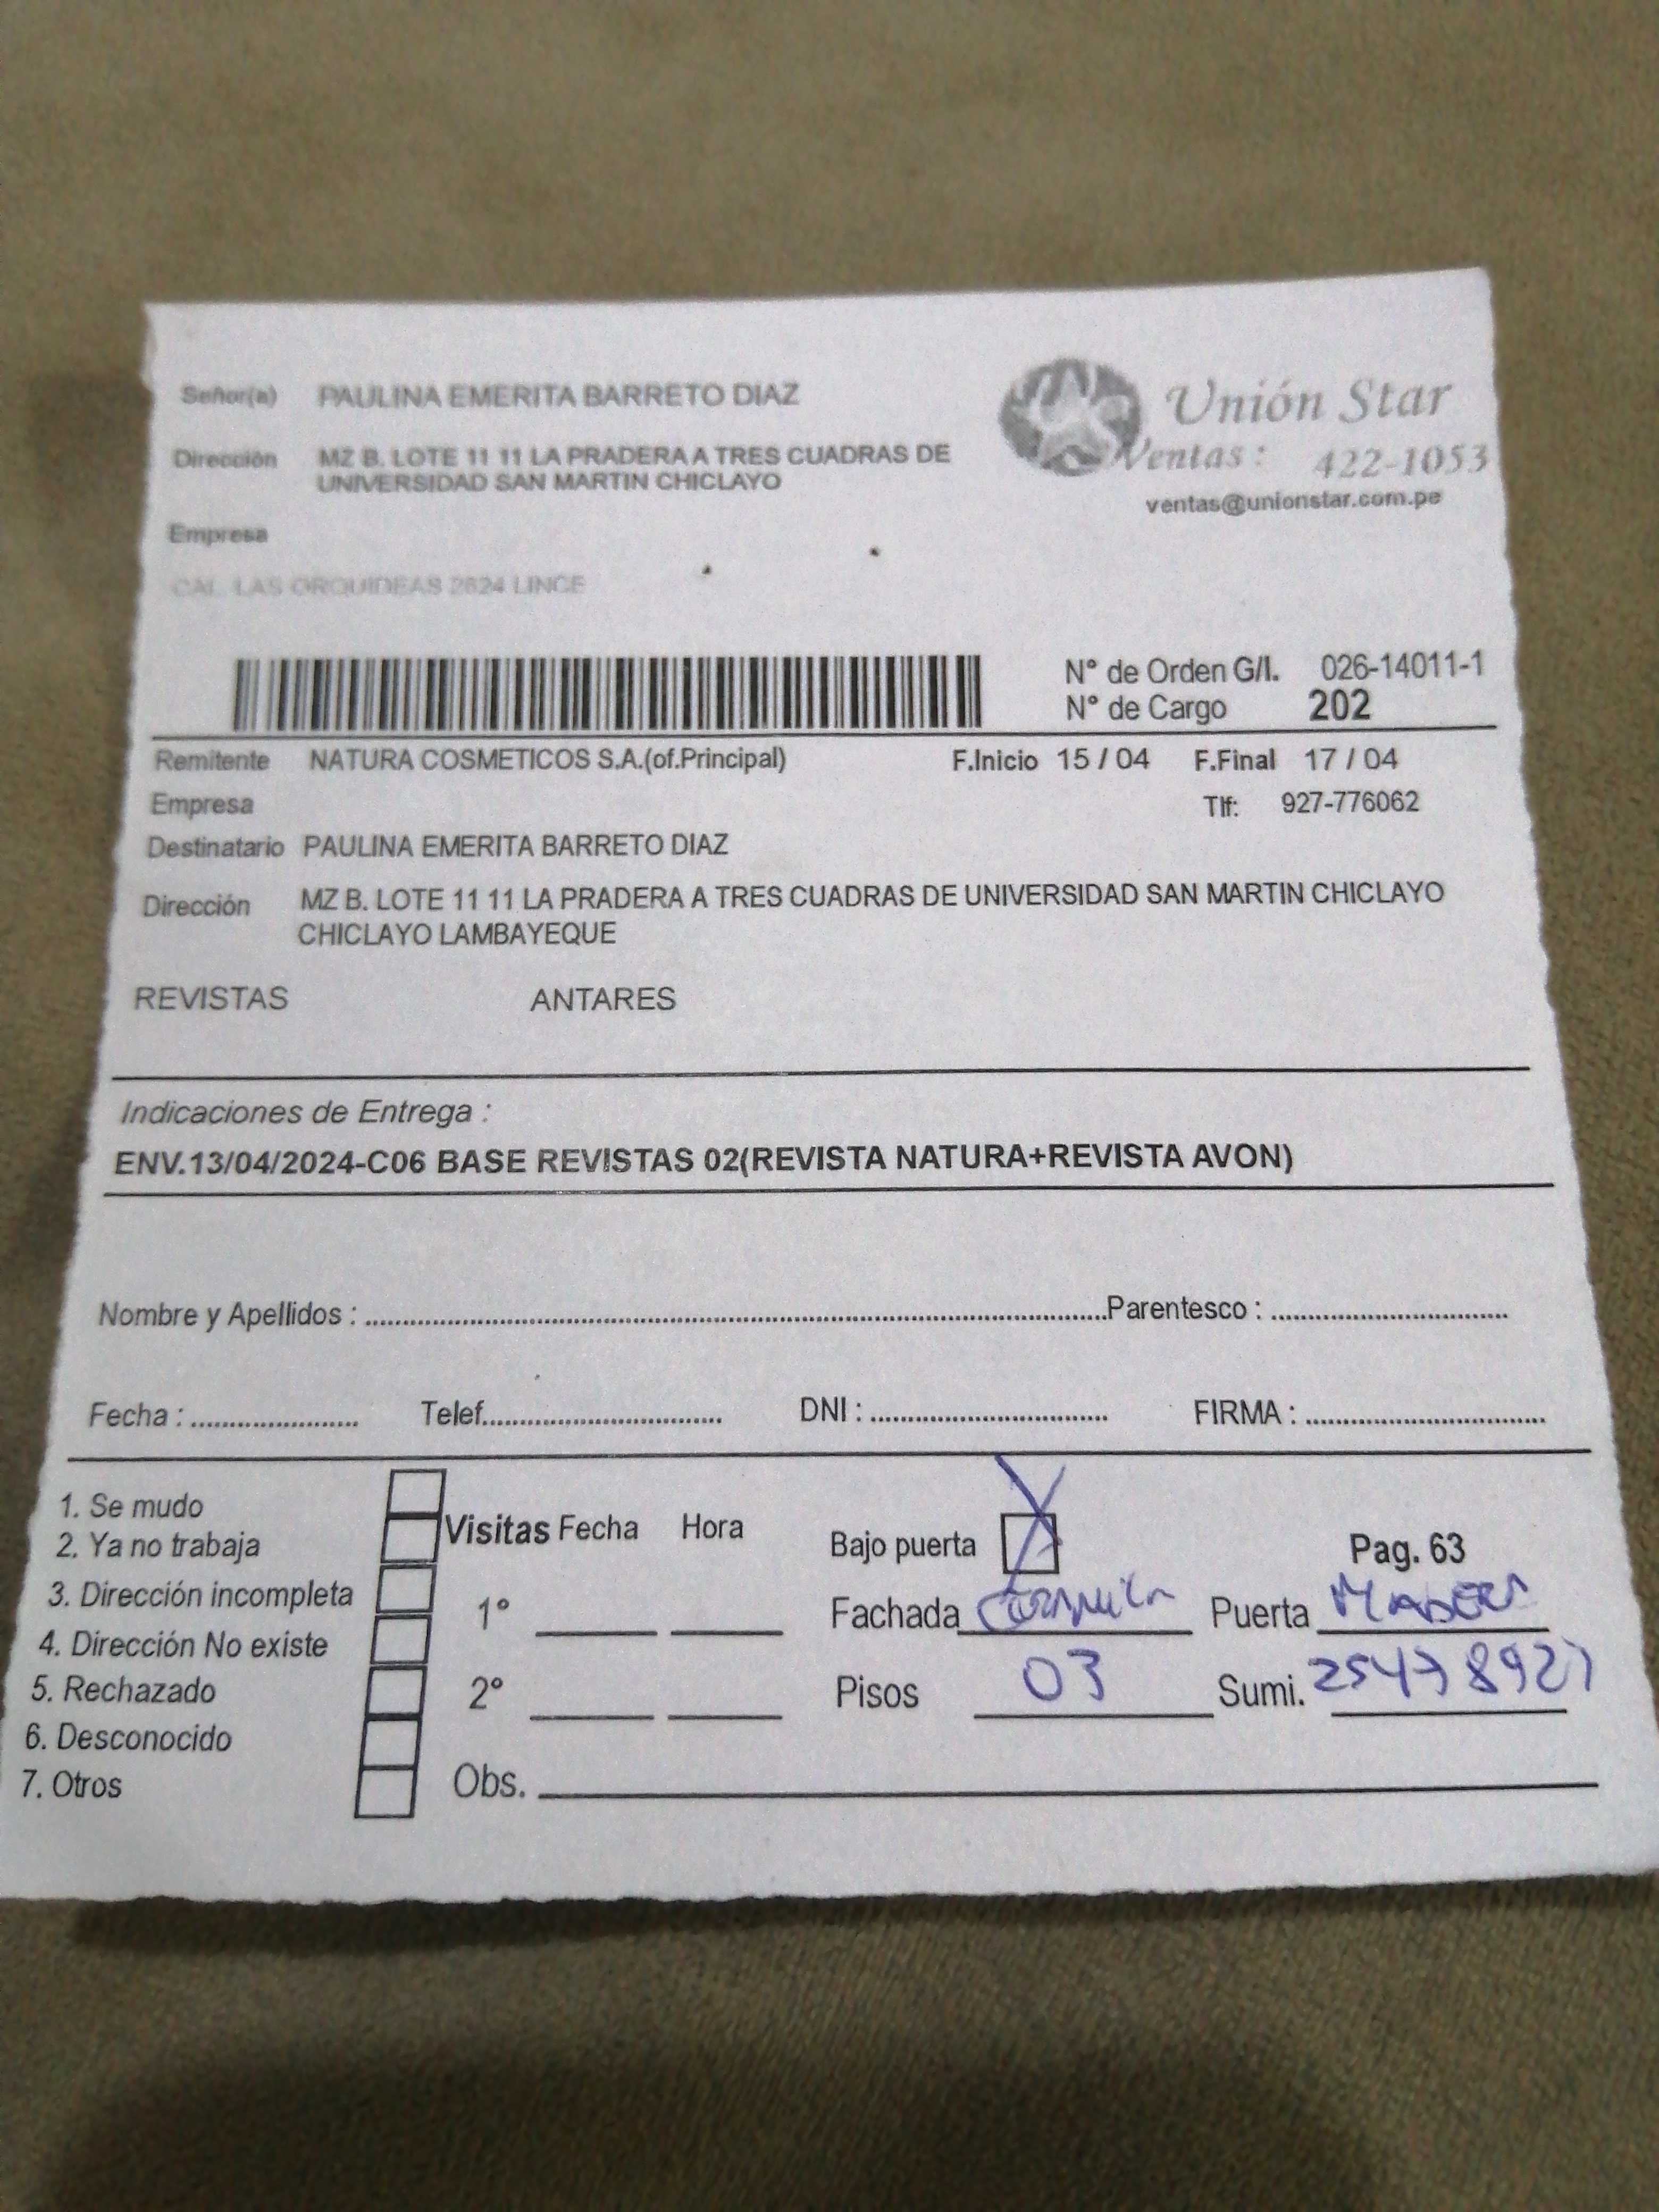 Señor(a) PAULINA EMERITA BARRETO DIAZ
Unión Star
Dirección MZ B. LOTE 11 11 LA PRADERA A TRES CUADRAS DE
UNIVERSIDAD SAN MARTIN CHICLAYO
Ventas : 422-1053
ventas@unionstar.com.pe
Empresa
CAL. LAS ORQUIDEAS 2624 LINCE
N° de Orden G/I. 026-14011-1
N° de Cargo 202
Remitente NATURA COSMETICOS S.A.(of.Principal) F.Inicio 15 / 04 F.Final 17 / 04
Empresa Tlf: 927-776062
Destinatario PAULINA EMERITA BARRETO DIAZ
Dirección MZ B. LOTE 11 11 LA PRADERA A TRES CUADRAS DE UNIVERSIDAD SAN MARTIN CHICLAYO
CHICLAYO LAMBAYEQUE
REVISTAS ANTARES
Indicaciones de Entrega :
ENV.13/04/2024-C06 BASE REVISTAS 02(REVISTA NATURA+REVISTA AVON)
Nombre y Apellidos : Parentesco :
Fecha : Telef. DNI : FIRMA :
1. Se mudo
2. Ya no trabaja
3. Dirección incompleta
4. Dirección No existe
5. Rechazado
6. Desconocido
7. Otros
Visitas Fecha Hora
1°
2°
Obs.
Bajo puerta X Pag. 63
Fachada Puerta
Pisos 03 Sumi.